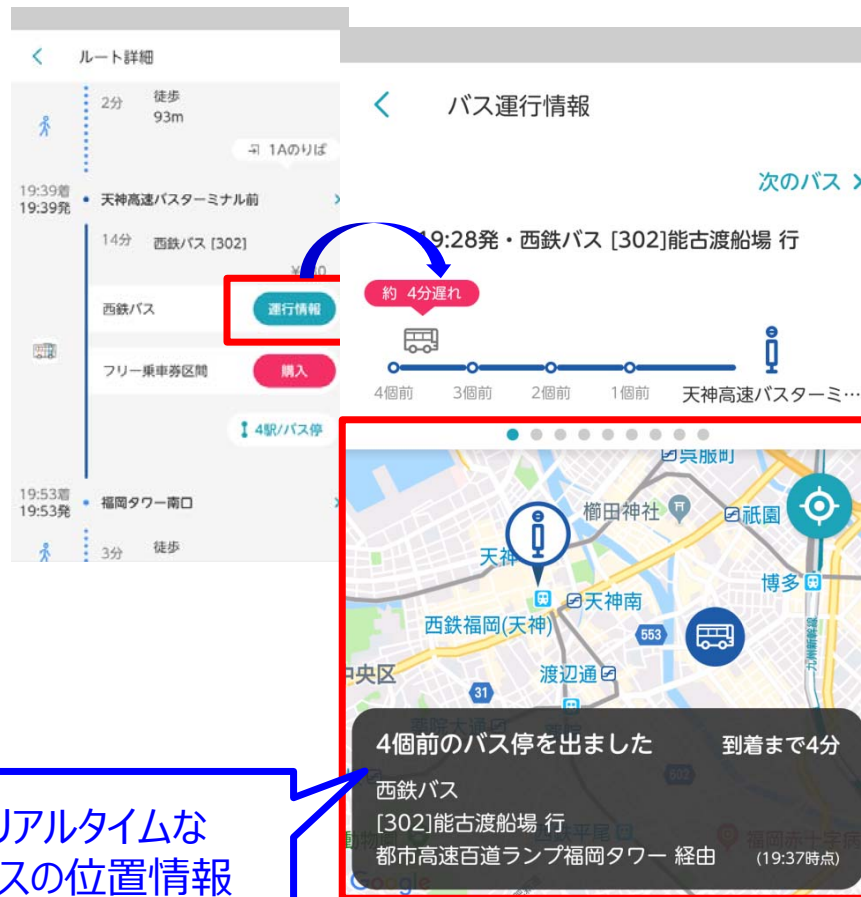 ルート詳細
2分 徒歩
93m
1Aのりば
19:39着
19:39発 天神高速バスターミナル前
14分 西鉄バス [302]
西鉄バス 運行情報
フリー乗車券区間 購入
4駅/バス停
19:53着
19:53発 福岡タワー南口
3分 徒歩
バス運行情報
次のバス
9:28発・西鉄バス [302]能古渡船場 行
約 4分遅れ
4個前 3個前 2個前 1個前 天神高速バスターミ…
呉服町
櫛田神社
祇園
天神
博多
天神南
西鉄福岡(天神)
553
九州新幹線
中央区
渡辺通
31
4個前のバス停を出ました 到着まで4分
西鉄バス
[302]能古渡船場 行
都市高速百道ランプ福岡タワー 経由 (19:37時点)
リアルタイムな
スの位置情報